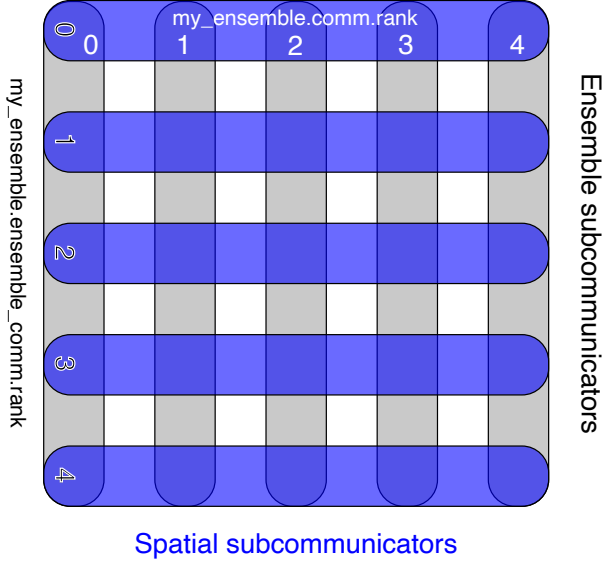 my_ensemble.comm.rank
0 1 2 3 4
0
1
2
3
4
my_ensemble.ensemble_comm.rank
Ensemble subcommunicators
Spatial subcommunicators